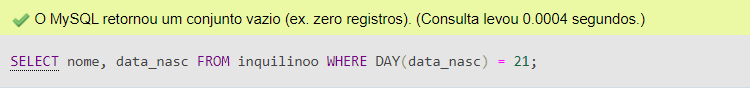 O MySQL retornou um conjunto vazio (ex. zero registros). (Consulta levou 0.0004 segundos.)
SELECT nome, data_nasc FROM inquilinoo WHERE DAY(data_nasc) = 21;